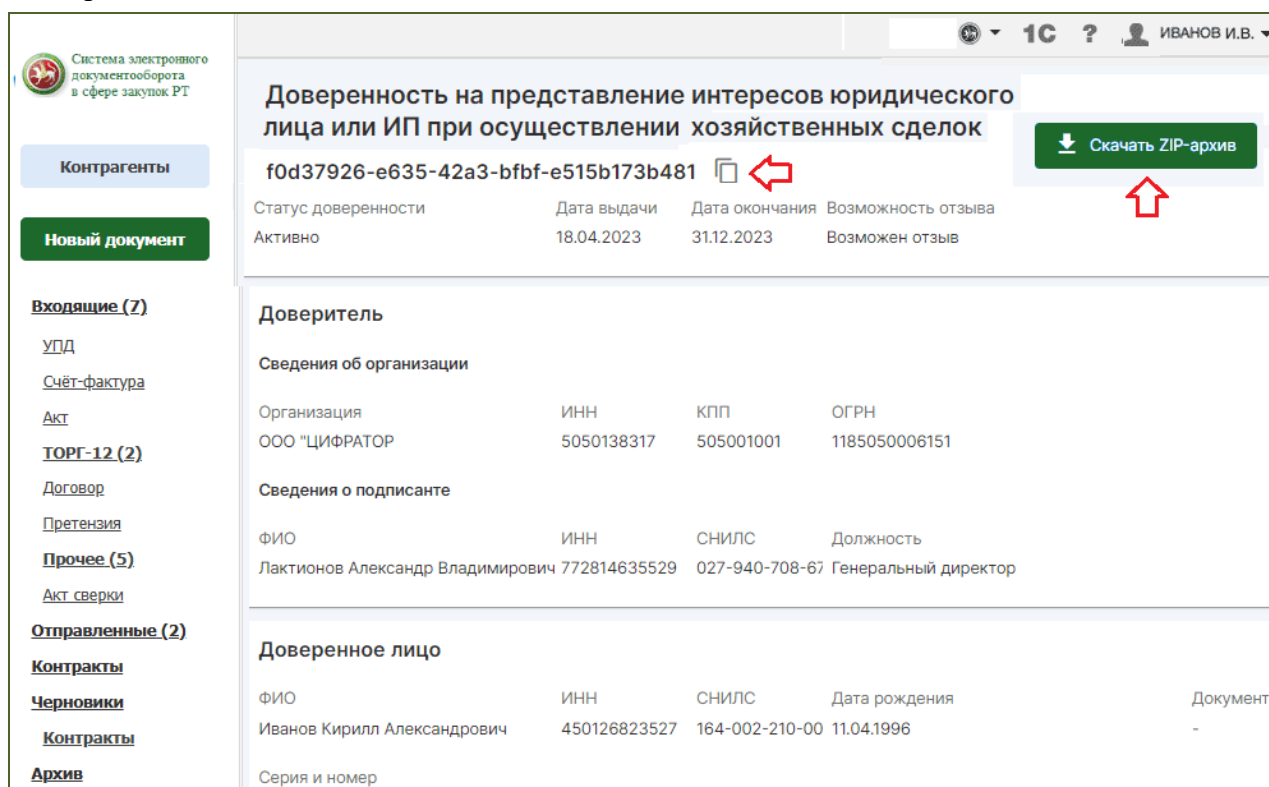 1С ? ИВАНОВ И.В.
Система электронного
документооборота
в сфере закупок РТ
Контрагенты
Новый документ
Входящие (7)
УПД
Счёт-фактура
Акт
ТОРГ-12 (2)
Договор
Претензия
Прочее (5)
Акт сверки
Отправленные (2)
Контракты
Черновики
Контракты
Архив
Доверенность на представление интересов юридического
лица или ИП при осуществлении хозяйственных сделок
f0d37926-e635-42a3-bfbf-e515b173b481
Скачать ZIP-архив
Статус доверенности Дата выдачи Дата окончания Возможность отзыва
Активно 18.04.2023 31.12.2023 Возможен отзыв
Доверитель
Сведения об организации
Организация ИНН КПП ОГРН
ООО "ЦИФРАТОР 5050138317 505001001 1185050006151
Сведения о подписанте
ФИО ИНН СНИЛС Должность
Лактионов Александр Владимирович 772814635529 027-940-708-67 Генеральный директор
Доверенное лицо
ФИО ИНН СНИЛС Дата рождения Документ
Иванов Кирилл Александрович 450126823527 164-002-210-00 11.04.1996 -
Серия и номер